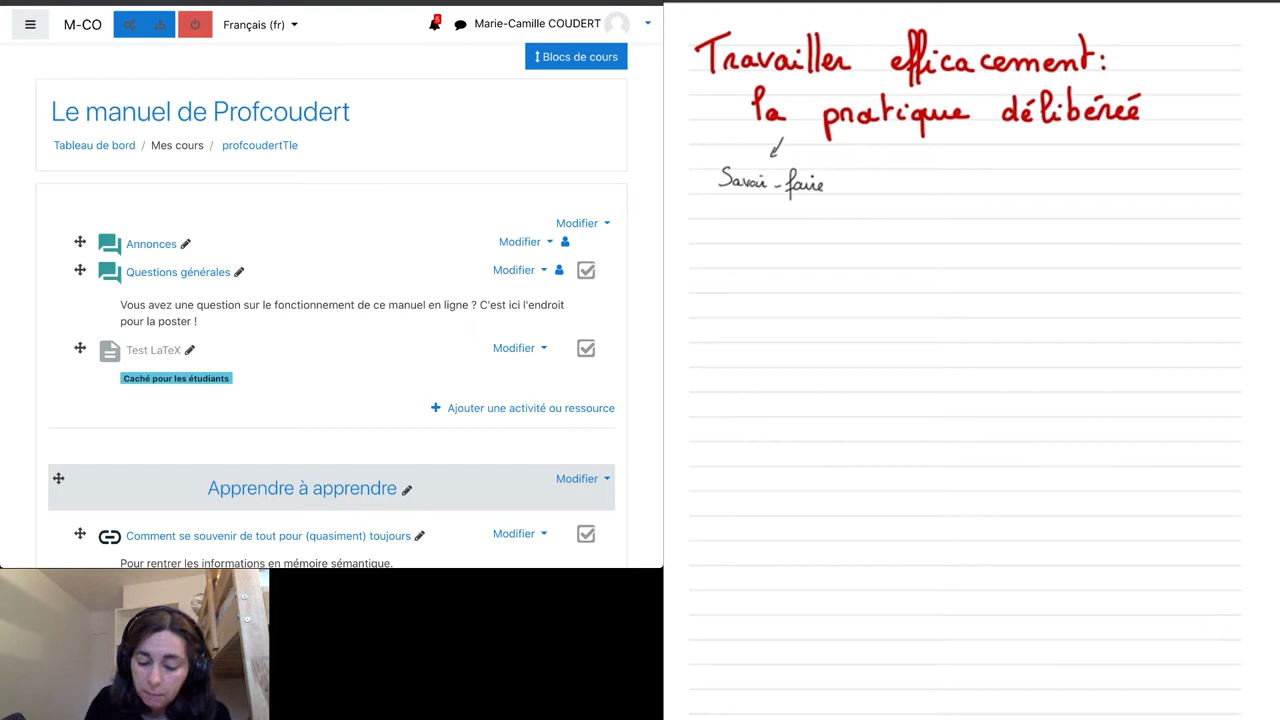 M-CO
Français (fr)
5
Marie-Camille COUDERT
Blocs de cours
Le manuel de Profcoudert
Tableau de bord / Mes cours / profcoudertTle
Modifier
Annonces
Modifier
Questions générales
Modifier
Vous avez une question sur le fonctionnement de ce manuel en ligne ? C'est ici l'endroit
pour la poster !
Test LaTeX
Modifier
Caché pour les étudiants
+ Ajouter une activité ou ressource
Modifier
Apprendre à apprendre
Comment se souvenir de tout pour (quasiment) toujours
Modifier
Pour rentrer les informations en mémoire sémantique.
Travailler efficacement:
la pratique délibéréé
Savoir-faire